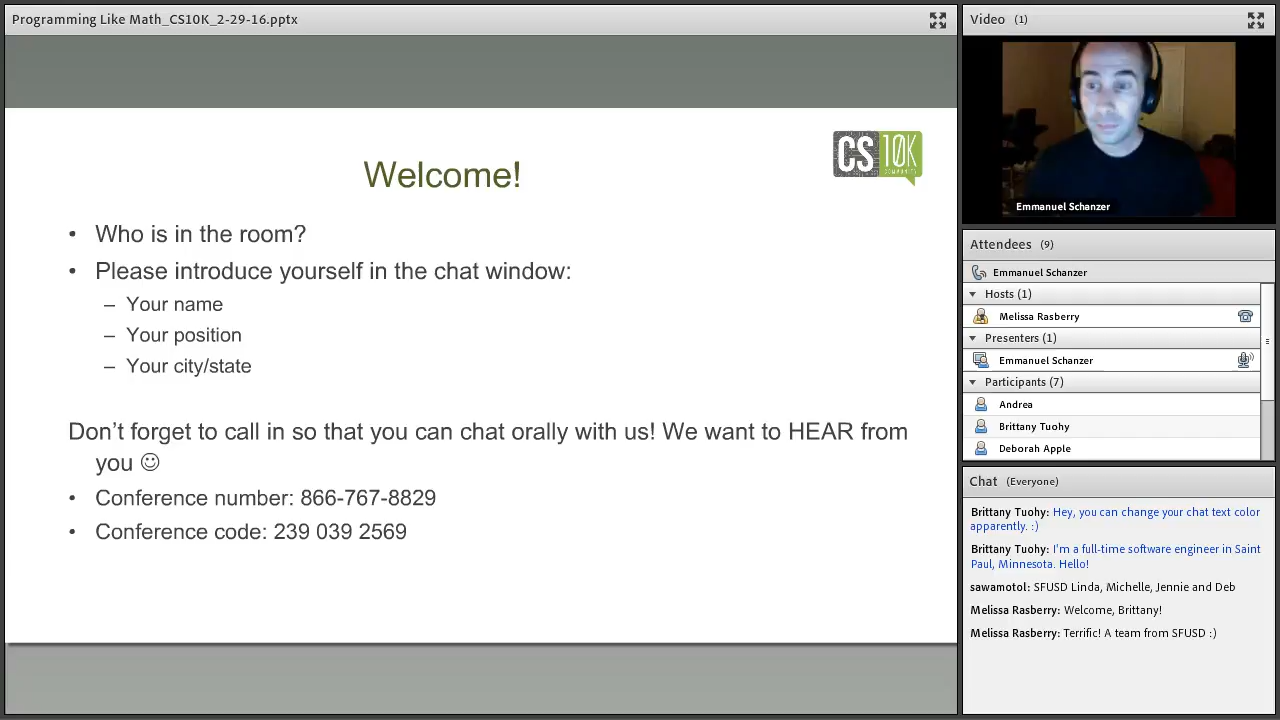 Programming Like Math_CS10K_2-29-16.pptx
Welcome!
CS 10K
COMMUNITY
• Who is in the room?
• Please introduce yourself in the chat window:
– Your name
– Your position
– Your city/state
Don’t forget to call in so that you can chat orally with us! We want to HEAR from
you ☺
• Conference number: 866-767-8829
• Conference code: 239 039 2569
Video (1)
Emmanuel Schanzer
Attendees (9)
Emmanuel Schanzer
Hosts (1)
Melissa Rasberry
Presenters (1)
Emmanuel Schanzer
Participants (7)
Andrea
Brittany Tuohy
Deborah Apple
Chat (Everyone)
Brittany Tuohy: Hey, you can change your chat text color
apparently. :)
Brittany Tuohy: I'm a full-time software engineer in Saint
Paul, Minnesota. Hello!
sawamotol: SFUSD Linda, Michelle, Jennie and Deb
Melissa Rasberry: Welcome, Brittany!
Melissa Rasberry: Terrific! A team from SFUSD :)